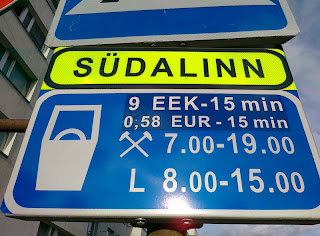 SÜDALINN
9 EEK-15 min
0,58 EUR - 15 min
7.00-19.00
L 8.00-15.00